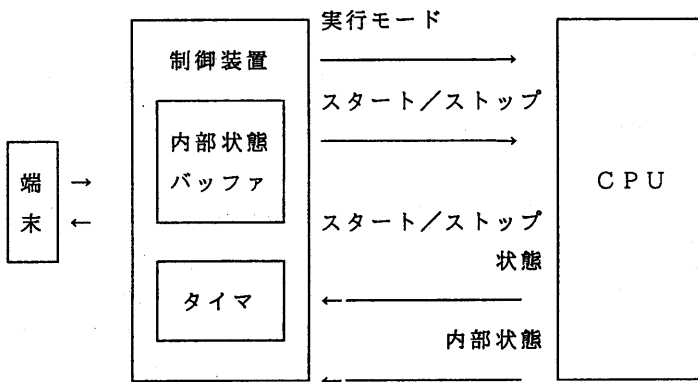 実行モード
制御装置
スタート／ストップ
内部状態
バッファ
端
末
→
←
CPU
スタート／ストップ
状態
タイマ
内部状態